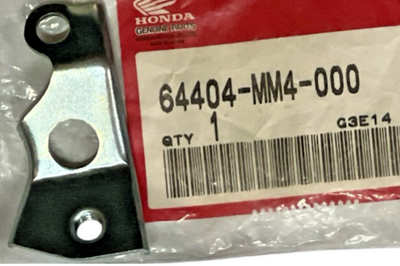 HONDA
GENUINE PARTS
64404-MM4-000
QTY 1 G3E14